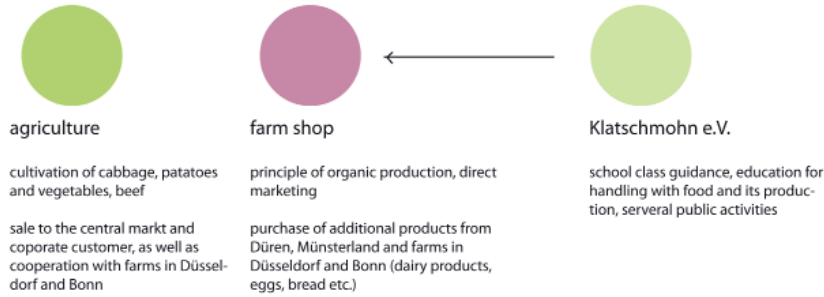 agriculture
cultivation of cabbage, patatoes
and vegetables, beef
sale to the central markt and
coporate customer, as well as
cooperation with farms in Düssel-
dorf and Bonn
farm shop
principle of organic production, direct
marketing
purchase of additional products from
Düren, Münsterland and farms in
Düsseldorf and Bonn (dairy products,
eggs, bread etc.)
Klatschmohn e.V.
school class guidance, education for
handling with food and its produc-
tion, serveral public activities